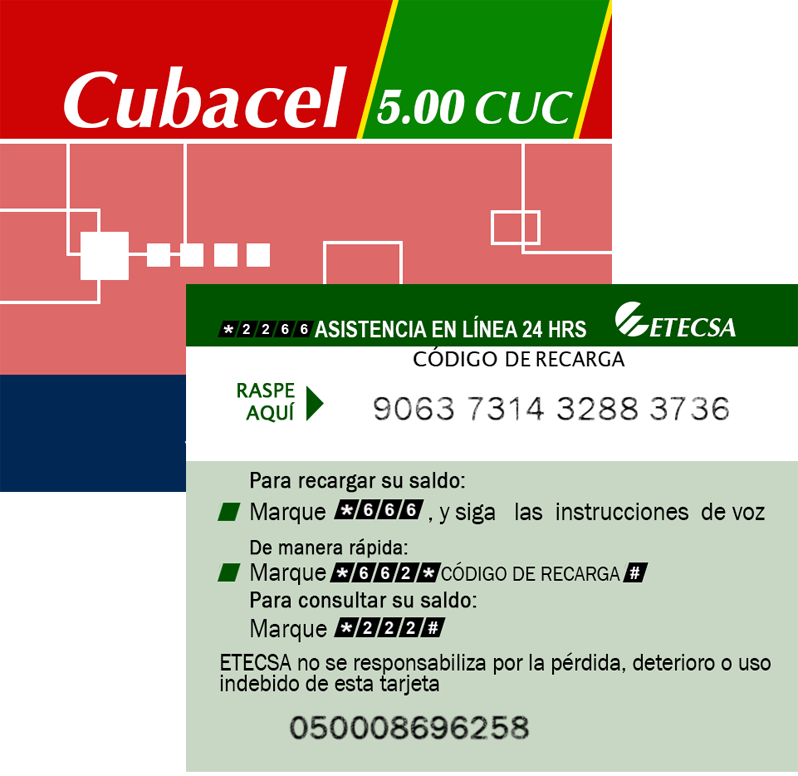 Cubacel
5.00 CUC
*2266 ASISTENCIA EN LÍNEA 24 HRS
ETECSA
CÓDIGO DE RECARGA
RASPE
AQUÍ
9063 7314 3288 3736
Para recargar su saldo:
Marque *666, y siga las instrucciones de voz
De manera rápida:
Marque *662*CÓDIGO DE RECARGA#
Para consultar su saldo:
Marque *222#
ETECSA no se responsabiliza por la pérdida, deterioro o uso
indebido de esta tarjeta
050008696258